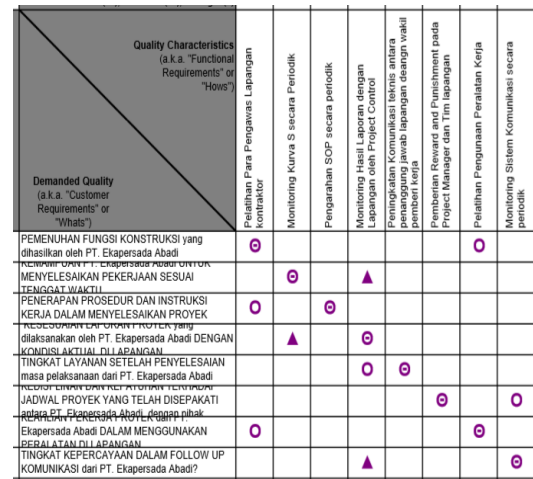 Quality Characteristics
(a.k.a. "Functional
Requirements" or
"Hows")
Demanded Quality
(a.k.a. "Customer
Requirements" or
"Whats")
Pelatihan Para Pengawas Lapangan
kontraktor
Monitoring Kurva S secara Periodik
Pengarahan SOP secara periodik
Monitoring Hasil Laporan dengan
Lapangan oleh Project Control
Peningkatan Komunikasi teknis antara
penanggung jawab lapangan deangn wakil
pemberi kerja
Pemberian Reward and Punishment pada
Project Manager dan Tim lapangan
Pelatihan Pengunaan Peralatan Kerja
Monitoring Sistem Komunikasi secara
periodik
PEMENUHAN FUNGSI KONSTRUKSI yang
dihasilkan oleh PT. Ekapersada Abadi
KEMAMPUAN PT. Ekapersada Abadi UNTUK
MENYELESAIKAN PEKERJAAN SESUAI
TENGGAT WAKTU
PENERAPAN PROSEDUR DAN INSTRUKSI
KERJA DALAM MENYELESAIKAN PROYEK
KESESUAIAN LAPORAN PROYEK yang
dilaksanakan oleh PT. Ekapersada Abadi DENGAN
KONDISI AKTUAL DI LAPANGAN
TINGKAT LAYANAN SETELAH PENYELESAIAN
masa pelaksanaan dari PT. Ekapersada Abadi
KEDISIPLINAN DAN KEPATUHAN TERHADAP
JADWAL PROYEK YANG TELAH DISEPAKATI
antara PT. Ekapersada Abadi dengan pihak
KEAHLIAN PEKERJA PROYEK dari PT.
Ekapersada Abadi DALAM MENGGUNAKAN
PERALATAN DI LAPANGAN
TINGKAT KEPERCAYAAN DALAM FOLLOW UP
KOMUNIKASI dari PT. Ekapersada Abadi?